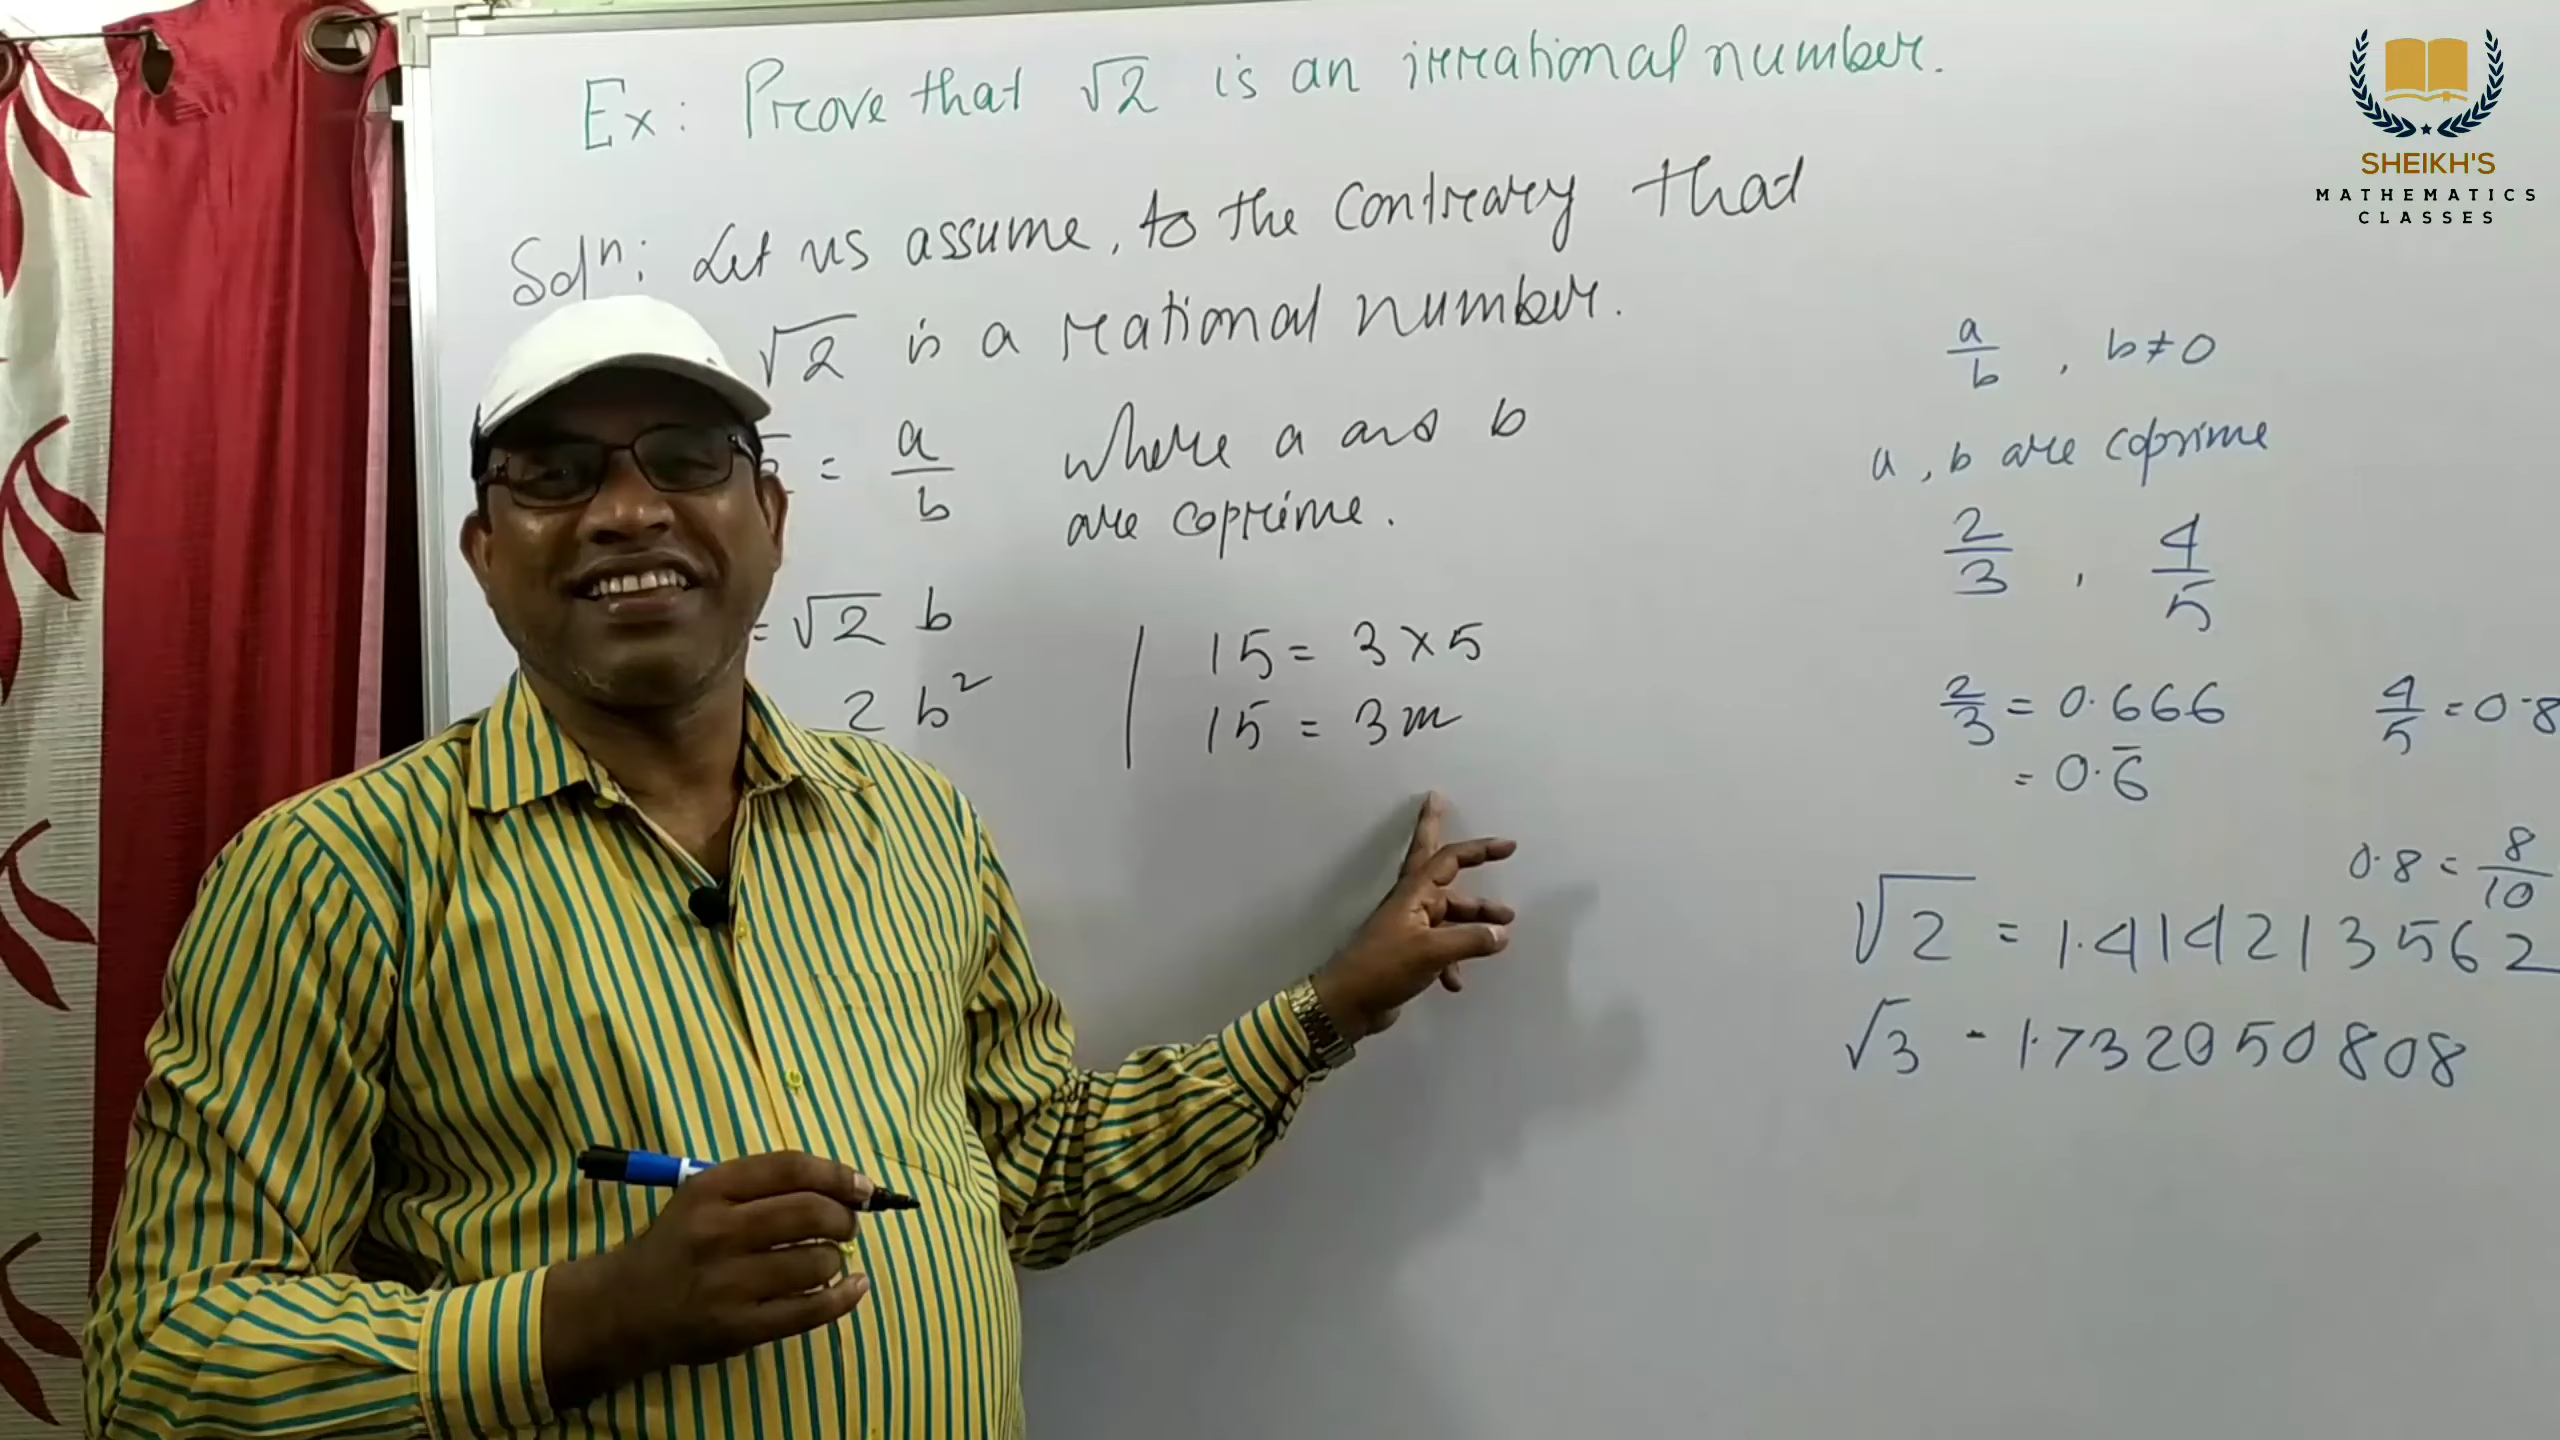 Ex: Prove that √2 is an irrational number.
Solⁿ: Let us assume, to the contrary that
√2 is a rational number.
= a/b where a and b
are coprime.
= √2 b
2 b²
15 = 3 × 5
15 = 3m
a/b , b ≠ 0
a , b are coprime
2/3 , 4/5
2/3 = 0.666
= 0.6̅
4/5 = 0.8
0.8 = 8/10
√2 = 1.414213562
√3 - 1.732050808
SHEIKH'S
MATHEMATICS
CLASSES